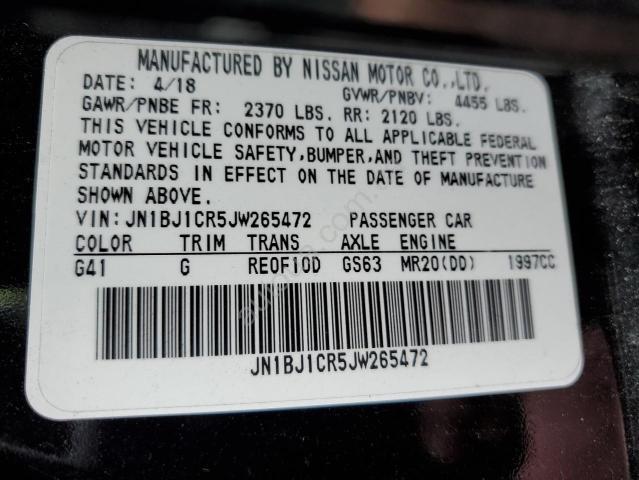 MANUFACTURED BY NISSAN MOTOR CO.,LTD.
DATE: 4/18 GVWR/PNBV: 4455 LBS.
GAWR/PNBE FR: 2370 LBS. RR: 2120 LBS.
THIS VEHICLE CONFORMS TO ALL APPLICABLE FEDERAL
MOTOR VEHICLE SAFETY,BUMPER,AND THEFT PREVENTION
STANDARDS IN EFFECT ON THE DATE OF MANUFACTURE
SHOWN ABOVE.
VIN:JN1BJ1CR5JW265472 PASSENGER CAR
COLOR TRIM TRANS AXLE ENGINE
G41 G RE0F10D GS63 MR20(DD) 1997CC
JN1BJ1CR5JW265472